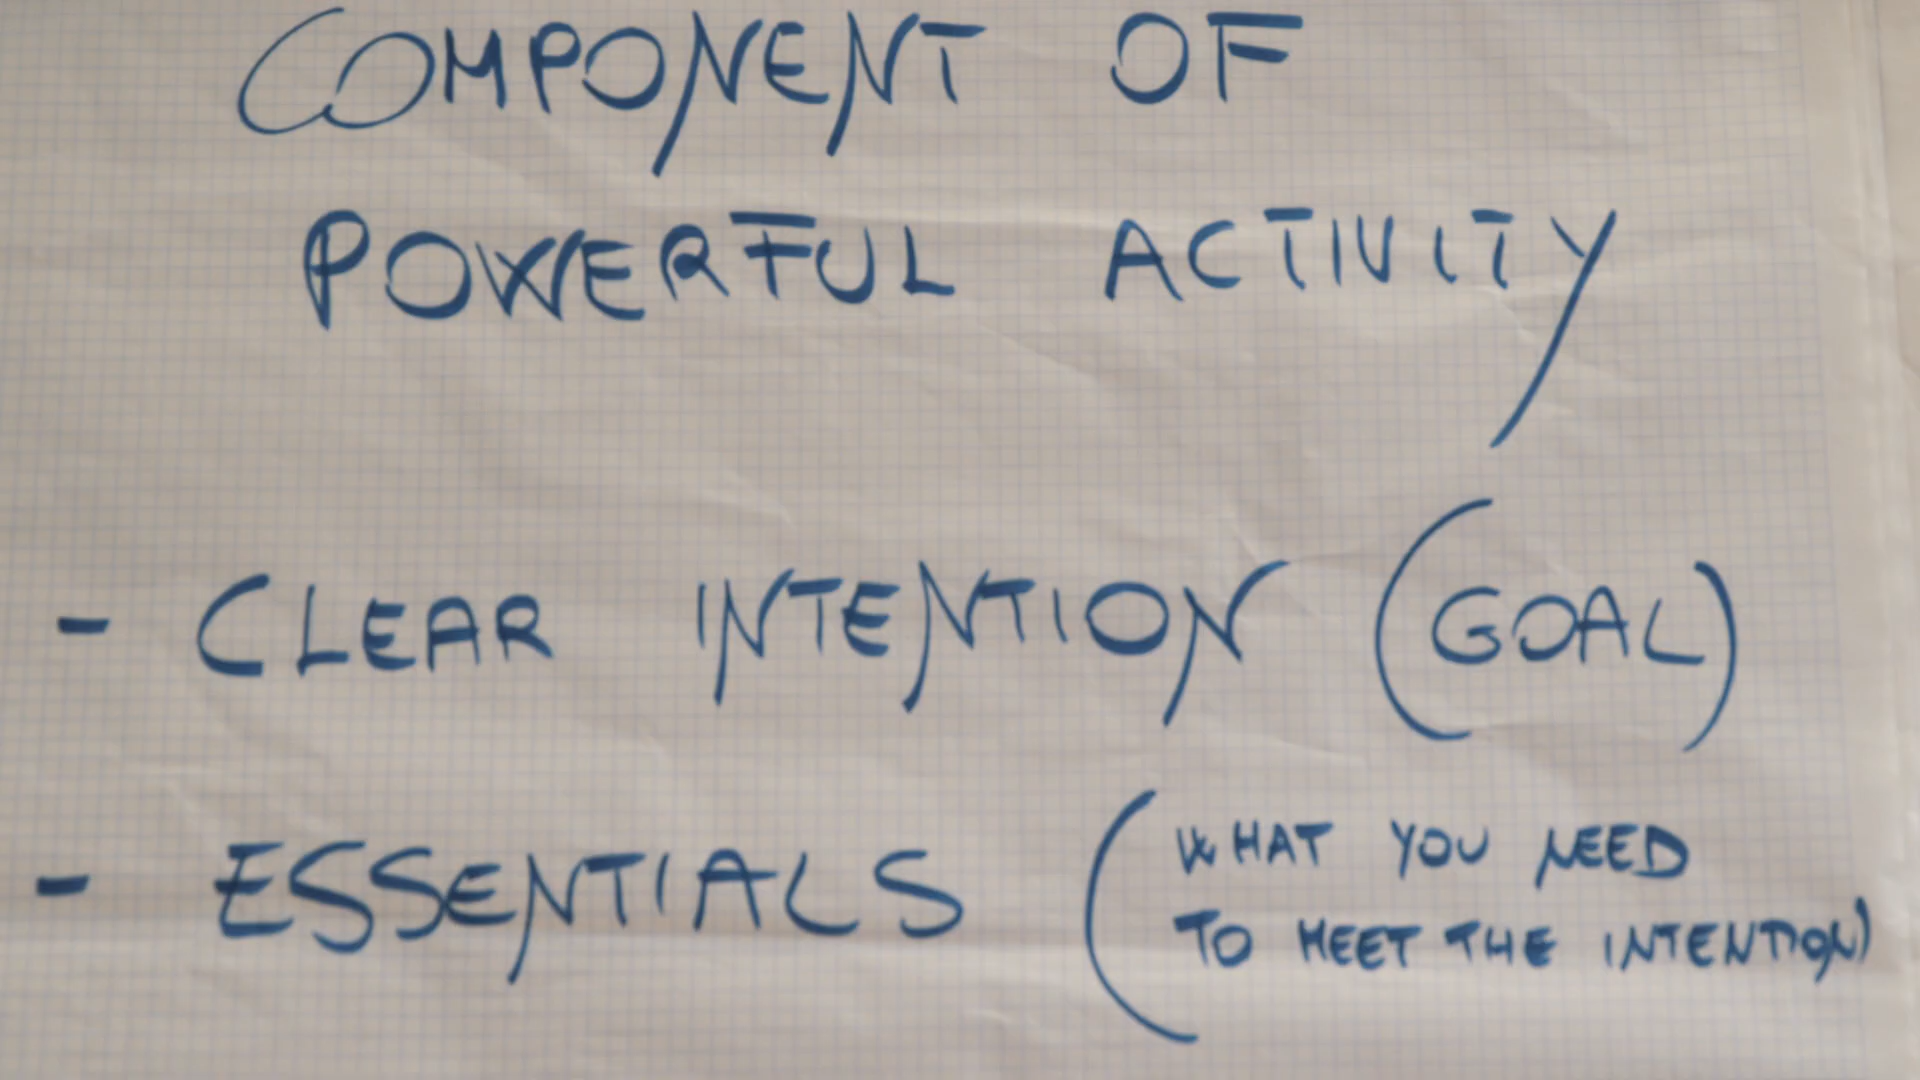 COMPONENT OF
POWERFUL ACTIVITY
- CLEAR INTENTION (GOAL)
- ESSENTIALS (WHAT YOU NEED
TO MEET THE INTENTION)